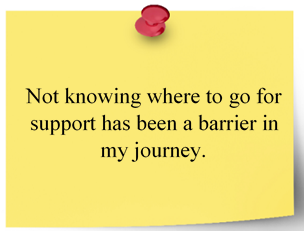 Not knowing where to go for
support has been a barrier in
my journey.